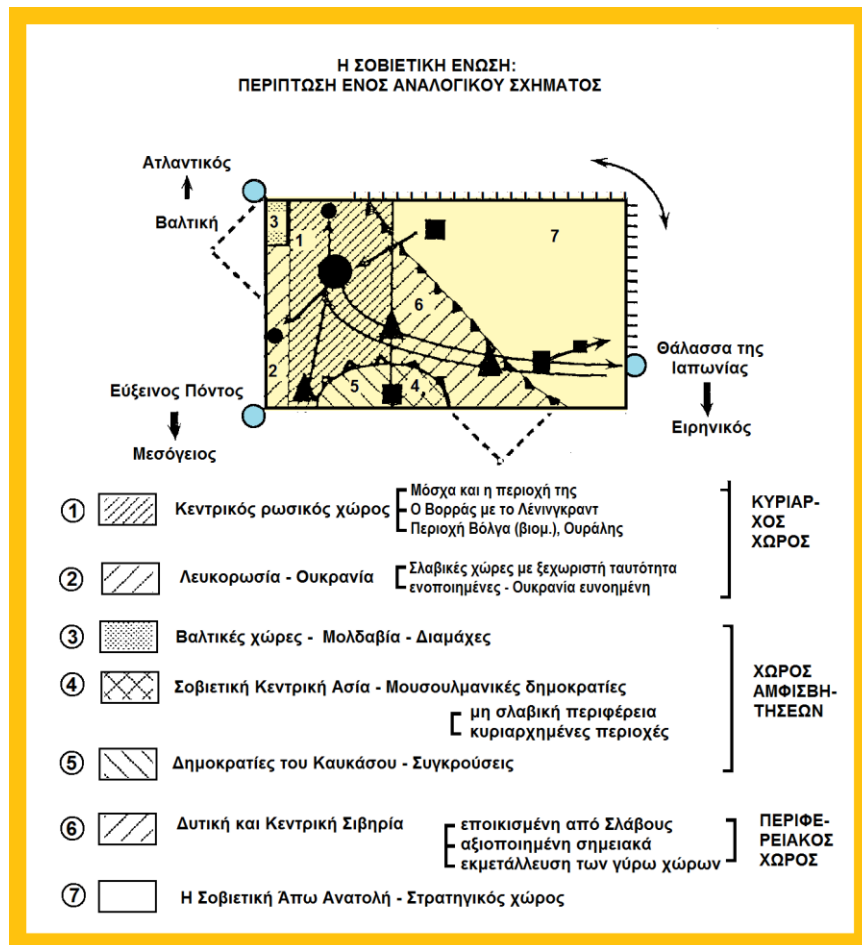 Η ΣΟΒΙΕΤΙΚΗ ΕΝΩΣΗ:
ΠΕΡΙΠΤΩΣΗ ΕΝΟΣ ΑΝΑΛΟΓΙΚΟΥ ΣΧΗΜΑΤΟΣ
Ατλαντικός
Βαλτική
3
1
7
6
2
5
4
Θάλασσα της
Ιαπωνίας
Ειρηνικός
Εύξεινος Πόντος
Μεσόγειος
1 Κεντρικός ρωσικός χώρος
Μόσχα και η περιοχή της
Ο Βορράς με το Λένινγκραντ
Περιοχή Βόλγα (βιομ.), Ουράλης
2 Λευκορωσία - Ουκρανία
Σλαβικές χώρες με ξεχωριστή ταυτότητα
ενοποιημένες - Ουκρανία ευνοημένη
ΚΥΡΙΑΡ-
ΧΟΣ
ΧΩΡΟΣ
3 Βαλτικές χώρες - Μολδαβία - Διαμάχες
4 Σοβιετική Κεντρική Ασία - Μουσουλμανικές δημοκρατίες
μη σλαβική περιφέρεια
κυριαρχημένες περιοχές
5 Δημοκρατίες του Καυκάσου - Συγκρούσεις
ΧΩΡΟΣ
ΑΜΦΙΣΒΗ-
ΤΗΣΕΩΝ
6 Δυτική και Κεντρική Σιβηρία
εποικισμένη από Σλάβους
αξιοποιημένη σημειακά
εκμετάλλευση των γύρω χώρων
ΠΕΡΙΦΕ-
ΡΕΙΑΚΟΣ
ΧΩΡΟΣ
7 Η Σοβιετική Άπω Ανατολή - Στρατηγικός χώρος